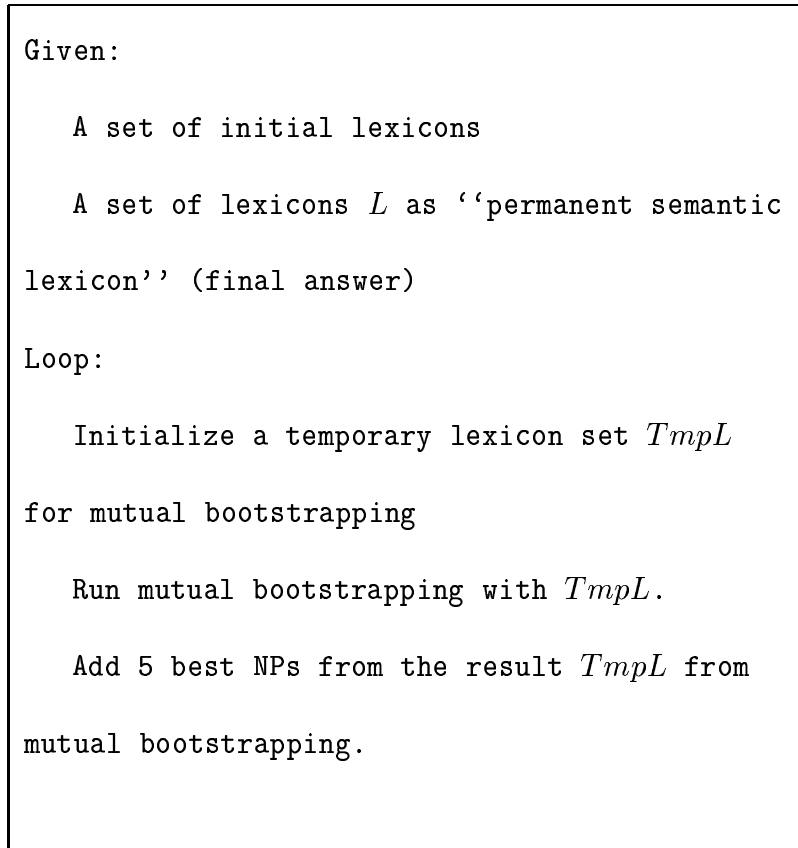 Given:
A set of initial lexicons
A set of lexicons L as ‘‘permanent semantic
lexicon’’ (final answer)
Loop:
Initialize a temporary lexicon set TmpL
for mutual bootstrapping
Run mutual bootstrapping with TmpL.
Add 5 best NPs from the result TmpL from
mutual bootstrapping.